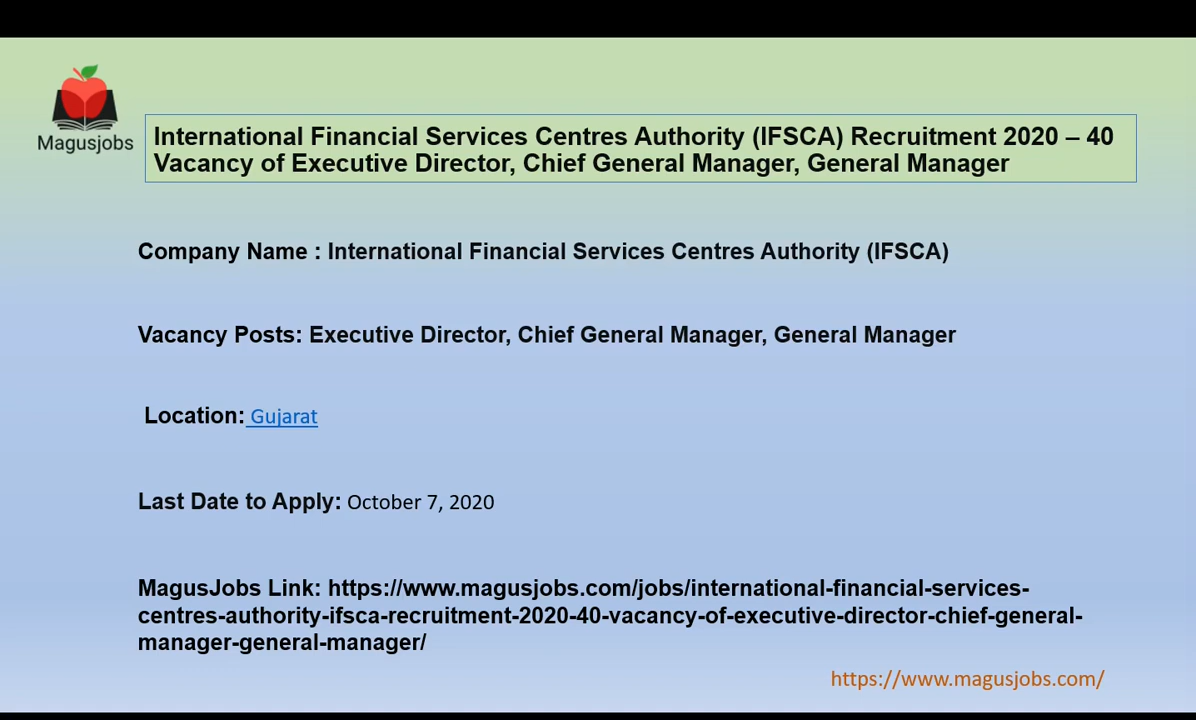 Magusjobs
International Financial Services Centres Authority (IFSCA) Recruitment 2020 – 40
Vacancy of Executive Director, Chief General Manager, General Manager
Company Name : International Financial Services Centres Authority (IFSCA)
Vacancy Posts: Executive Director, Chief General Manager, General Manager
Location: Gujarat
Last Date to Apply: October 7, 2020
MagusJobs Link: https://www.magusjobs.com/jobs/international-financial-services-
centres-authority-ifsca-recruitment-2020-40-vacancy-of-executive-director-chief-general-
manager-general-manager/
https://www.magusjobs.com/